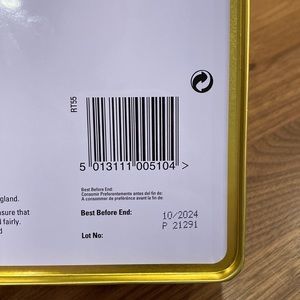 RT55
5 013111 005104 >
Best Before End:
Consumir Preferentemente antes del fin de:
A consommer de préférence avant fin de:
gland.
Best Before End: 10/2024
sure that
fairly.
P 21291
d
Lot No: